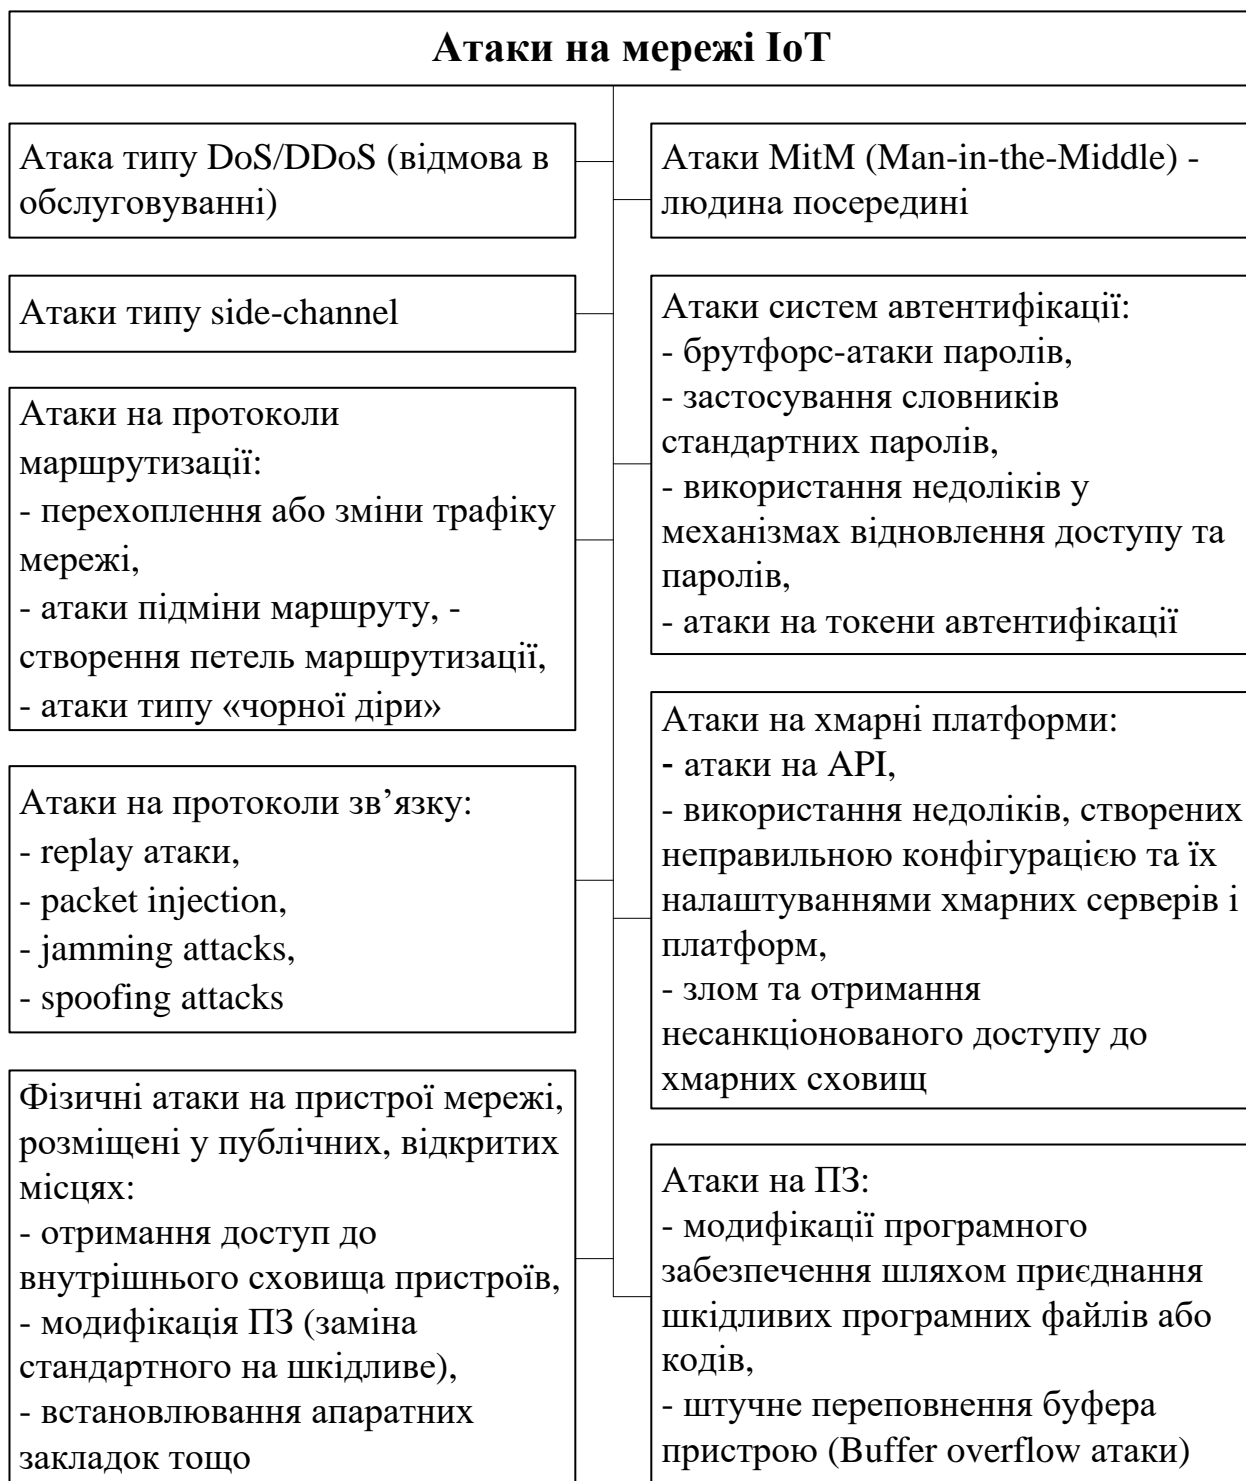 Атаки на мережі IoT
Атака типу DoS/DDoS (відмова в
обслуговуванні)
Атаки типу side-channel
Атаки на протоколи
маршрутизації:
- перехоплення або зміни трафіку
мережі,
- атаки підміни маршруту, -
створення петель маршрутизації,
- атаки типу «чорної діри»
Атаки на протоколи зв’язку:
- replay атаки,
- packet injection,
- jamming attacks,
- spoofing attacks
Фізичні атаки на пристрої мережі,
розміщені у публічних, відкритих
місцях:
- отримання доступ до
внутрішнього сховища пристроїв,
- модифікація ПЗ (заміна
стандартного на шкідливе),
- встановлювання апаратних
закладок тощо
Атаки MitM (Man-in-the-Middle) -
людина посередині
Атаки систем автентифікації:
- брутфорс-атаки паролів,
- застосування словників
стандартних паролів,
- використання недоліків у
механізмах відновлення доступу та
паролів,
- атаки на токени автентифікації
Атаки на хмарні платформи:
- атаки на API,
- використання недоліків, створених
неправильною конфігурацією та їх
налаштуваннями хмарних серверів і
платформ,
- злом та отримання
несанкціонованого доступу до
хмарних сховищ
Атаки на ПЗ:
- модифікації програмного
забезпечення шляхом приєднання
шкідливих програмних файлів або
кодів,
- штучне переповнення буфера
пристрою (Buffer overflow атаки)